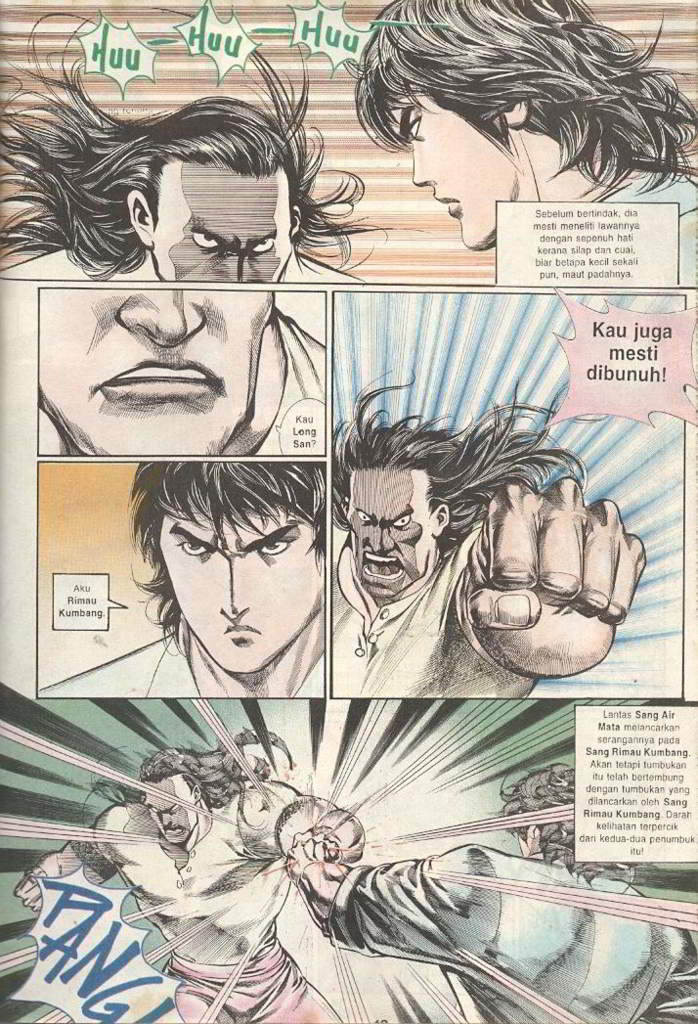 HUU
HUU
HUU
Sebelum bertindak, dia
mesti meneliti lawannya
dengan sepenuh hati
kerana silap dan cuai,
biar betapa kecil sekali
pun, maut padahnya.
Kau
Long
San?
Kau juga
mesti
dibunuh!
Aku
Rimau
Kumbang.
Lantas Sang Air
Mata melancarkan
serangannya pada
Sang Rimau Kumbang.
Akan tetapi tumbukan
itu telah bertembung
dengan tumbukan yang
dilancarkan oleh Sang
Rimau Kumbang. Darah
kelihatan terpercik
dari kedua-dua penumbuk
itu!
PANG!